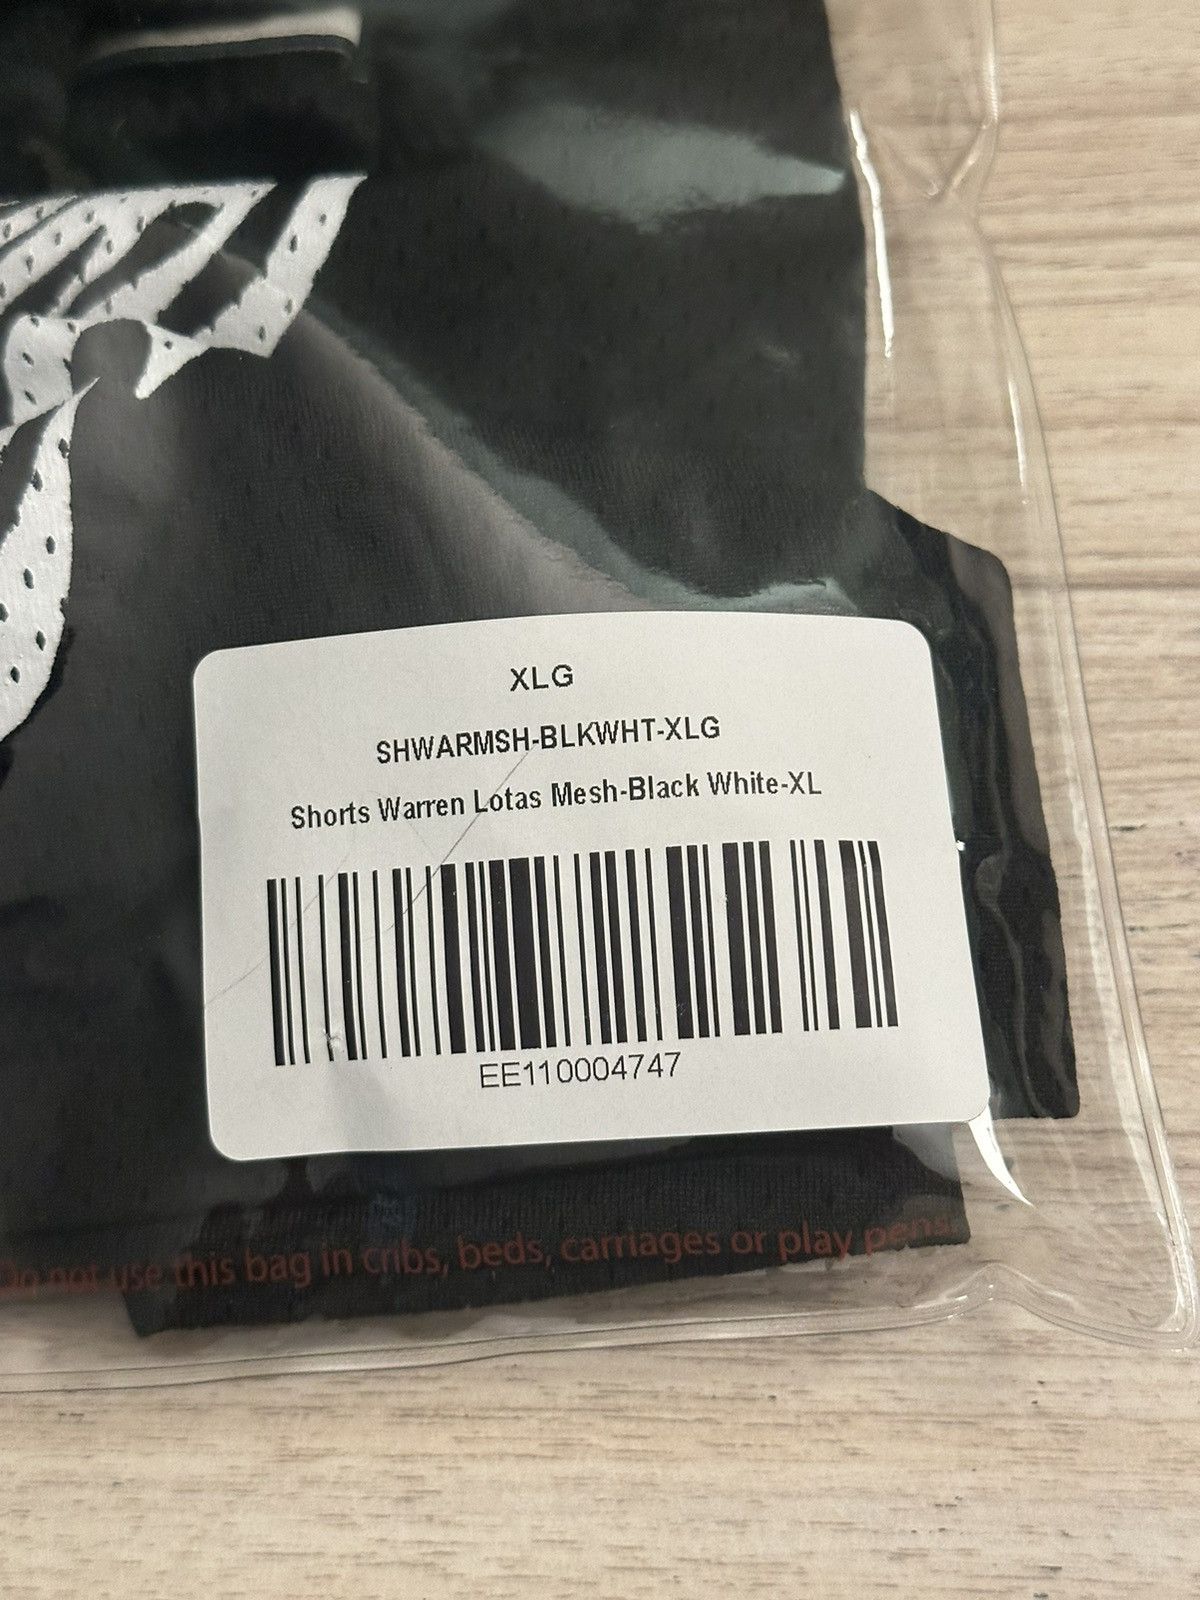 XLG
SHWARMSH-BLKWHT-XLG
Shorts Warren Lotas Mesh-Black White-XL
EE110004747
Do not use this bag in cribs, beds, carriages or play pens.